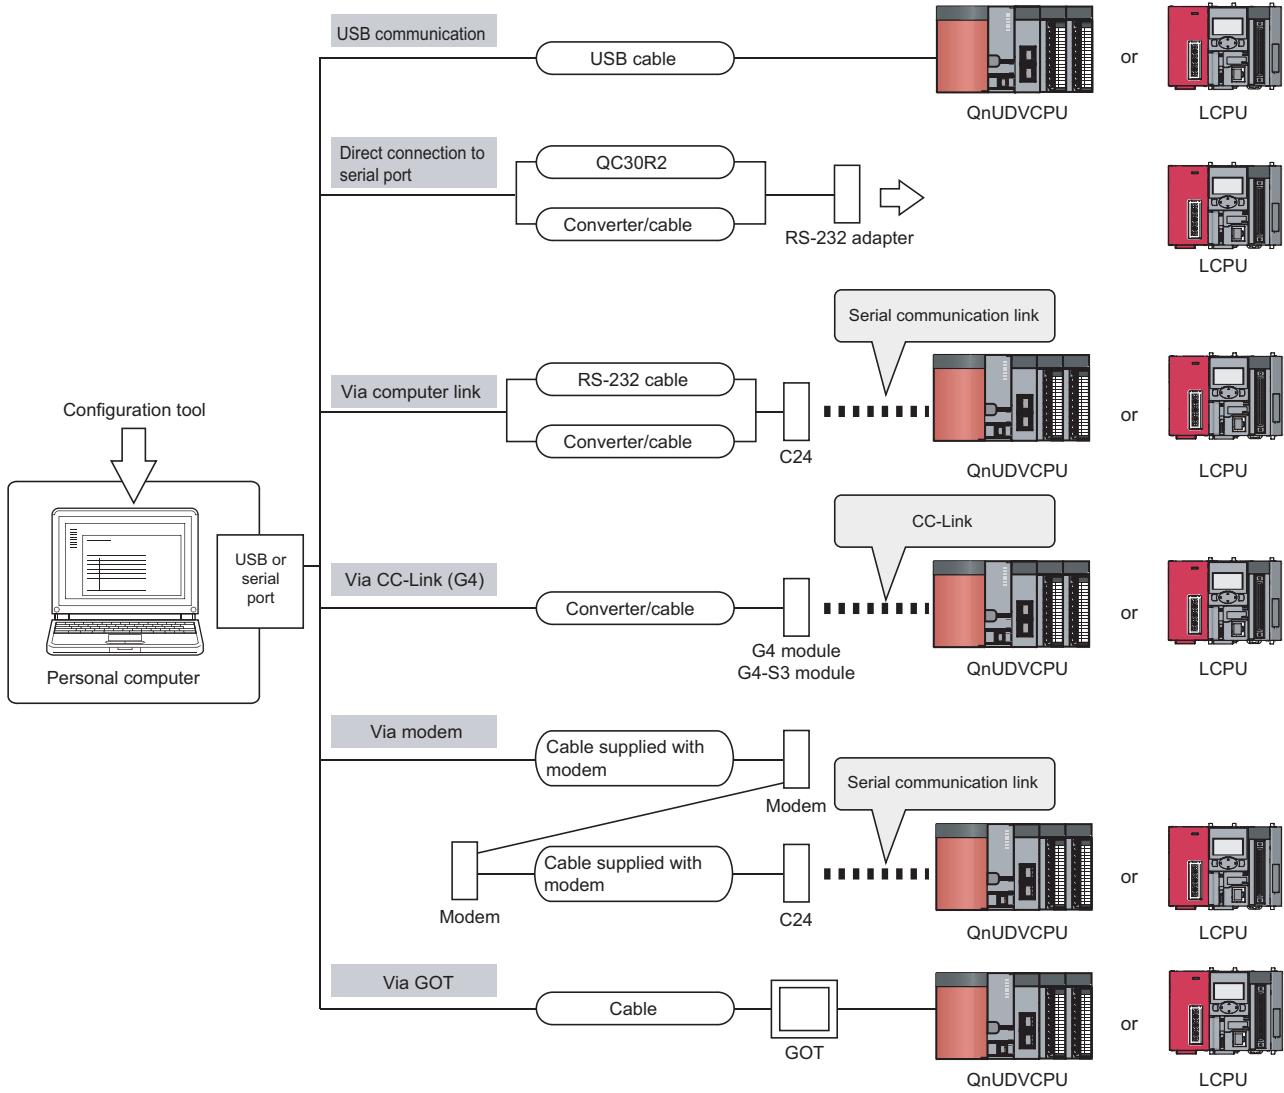 USB communication
USB cable
QnUDVCPU
or
LCPU
Direct connection to
serial port
QC30R2
Converter/cable
RS-232 adapter
LCPU
Serial communication link
Via computer link
RS-232 cable
Converter/cable
C24
QnUDVCPU
or
LCPU
Configuration tool
USB or
serial
port
Personal computer
CC-Link
Via CC-Link (G4)
Converter/cable
G4 module
G4-S3 module
QnUDVCPU
or
LCPU
Via modem
Cable supplied with
modem
Modem
Serial communication link
Modem
Cable supplied with
modem
C24
QnUDVCPU
or
LCPU
Via GOT
Cable
GOT
QnUDVCPU
or
LCPU